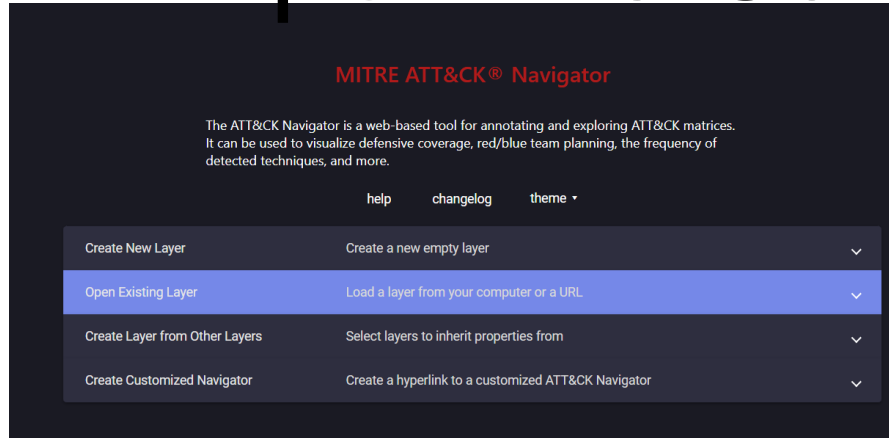 MITRE ATT&CK® Navigator
The ATT&CK Navigator is a web-based tool for annotating and exploring ATT&CK matrices.
It can be used to visualize defensive coverage, red/blue team planning, the frequency of
detected techniques, and more.
help changelog theme ▾
Create New Layer Create a new empty layer
Open Existing Layer Load a layer from your computer or a URL
Create Layer from Other Layers Select layers to inherit properties from
Create Customized Navigator Create a hyperlink to a customized ATT&CK Navigator